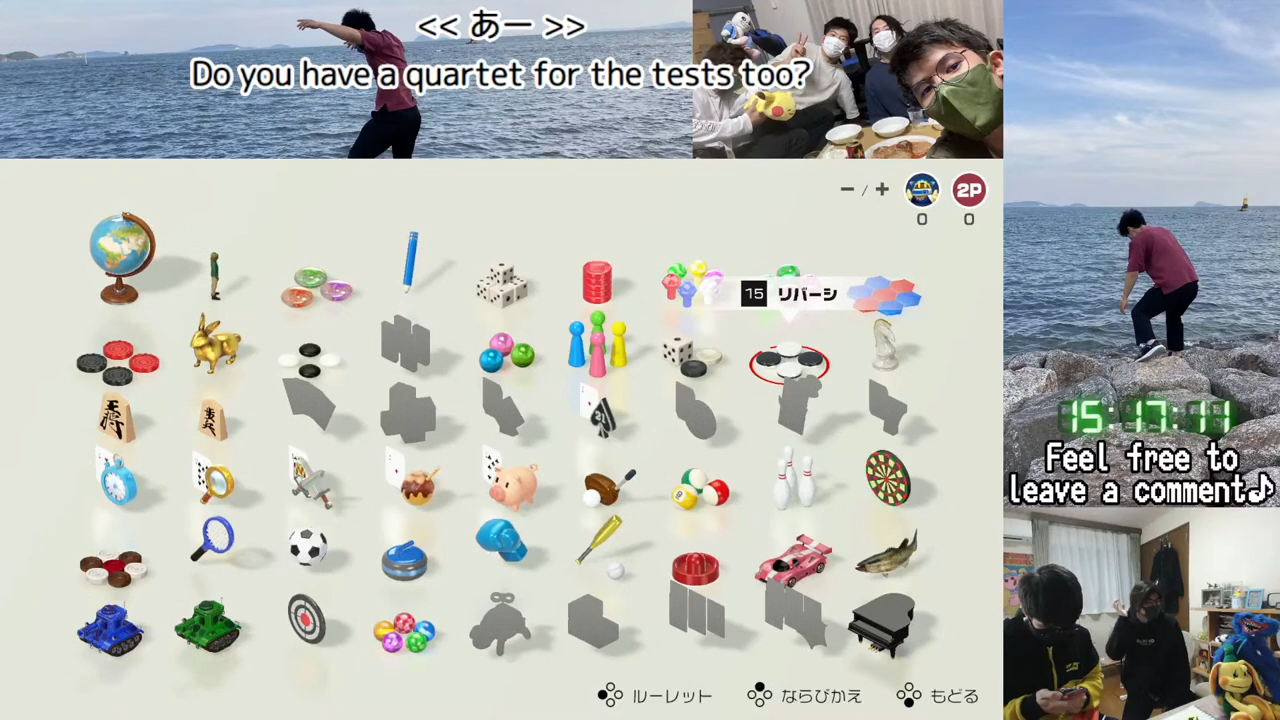 << あー >>
Do you have a quartet for the tests too?
− / +
2P
0
0
15 リバーシ
21
15:17:11
Feel free to
leave a comment♪
ルーレット
ならびかえ
もどる